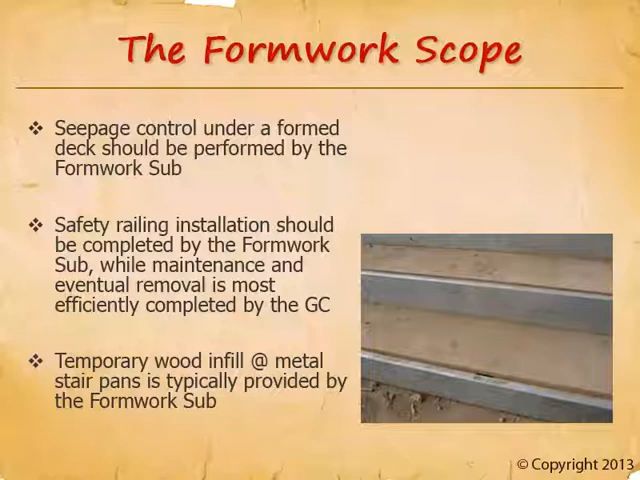 The Formwork Scope
❖ Seepage control under a formed
deck should be performed by the
Formwork Sub
❖ Safety railing installation should
be completed by the Formwork
Sub, while maintenance and
eventual removal is most
efficiently completed by the GC
❖ Temporary wood infill @ metal
stair pans is typically provided by
the Formwork Sub
© Copyright 2013